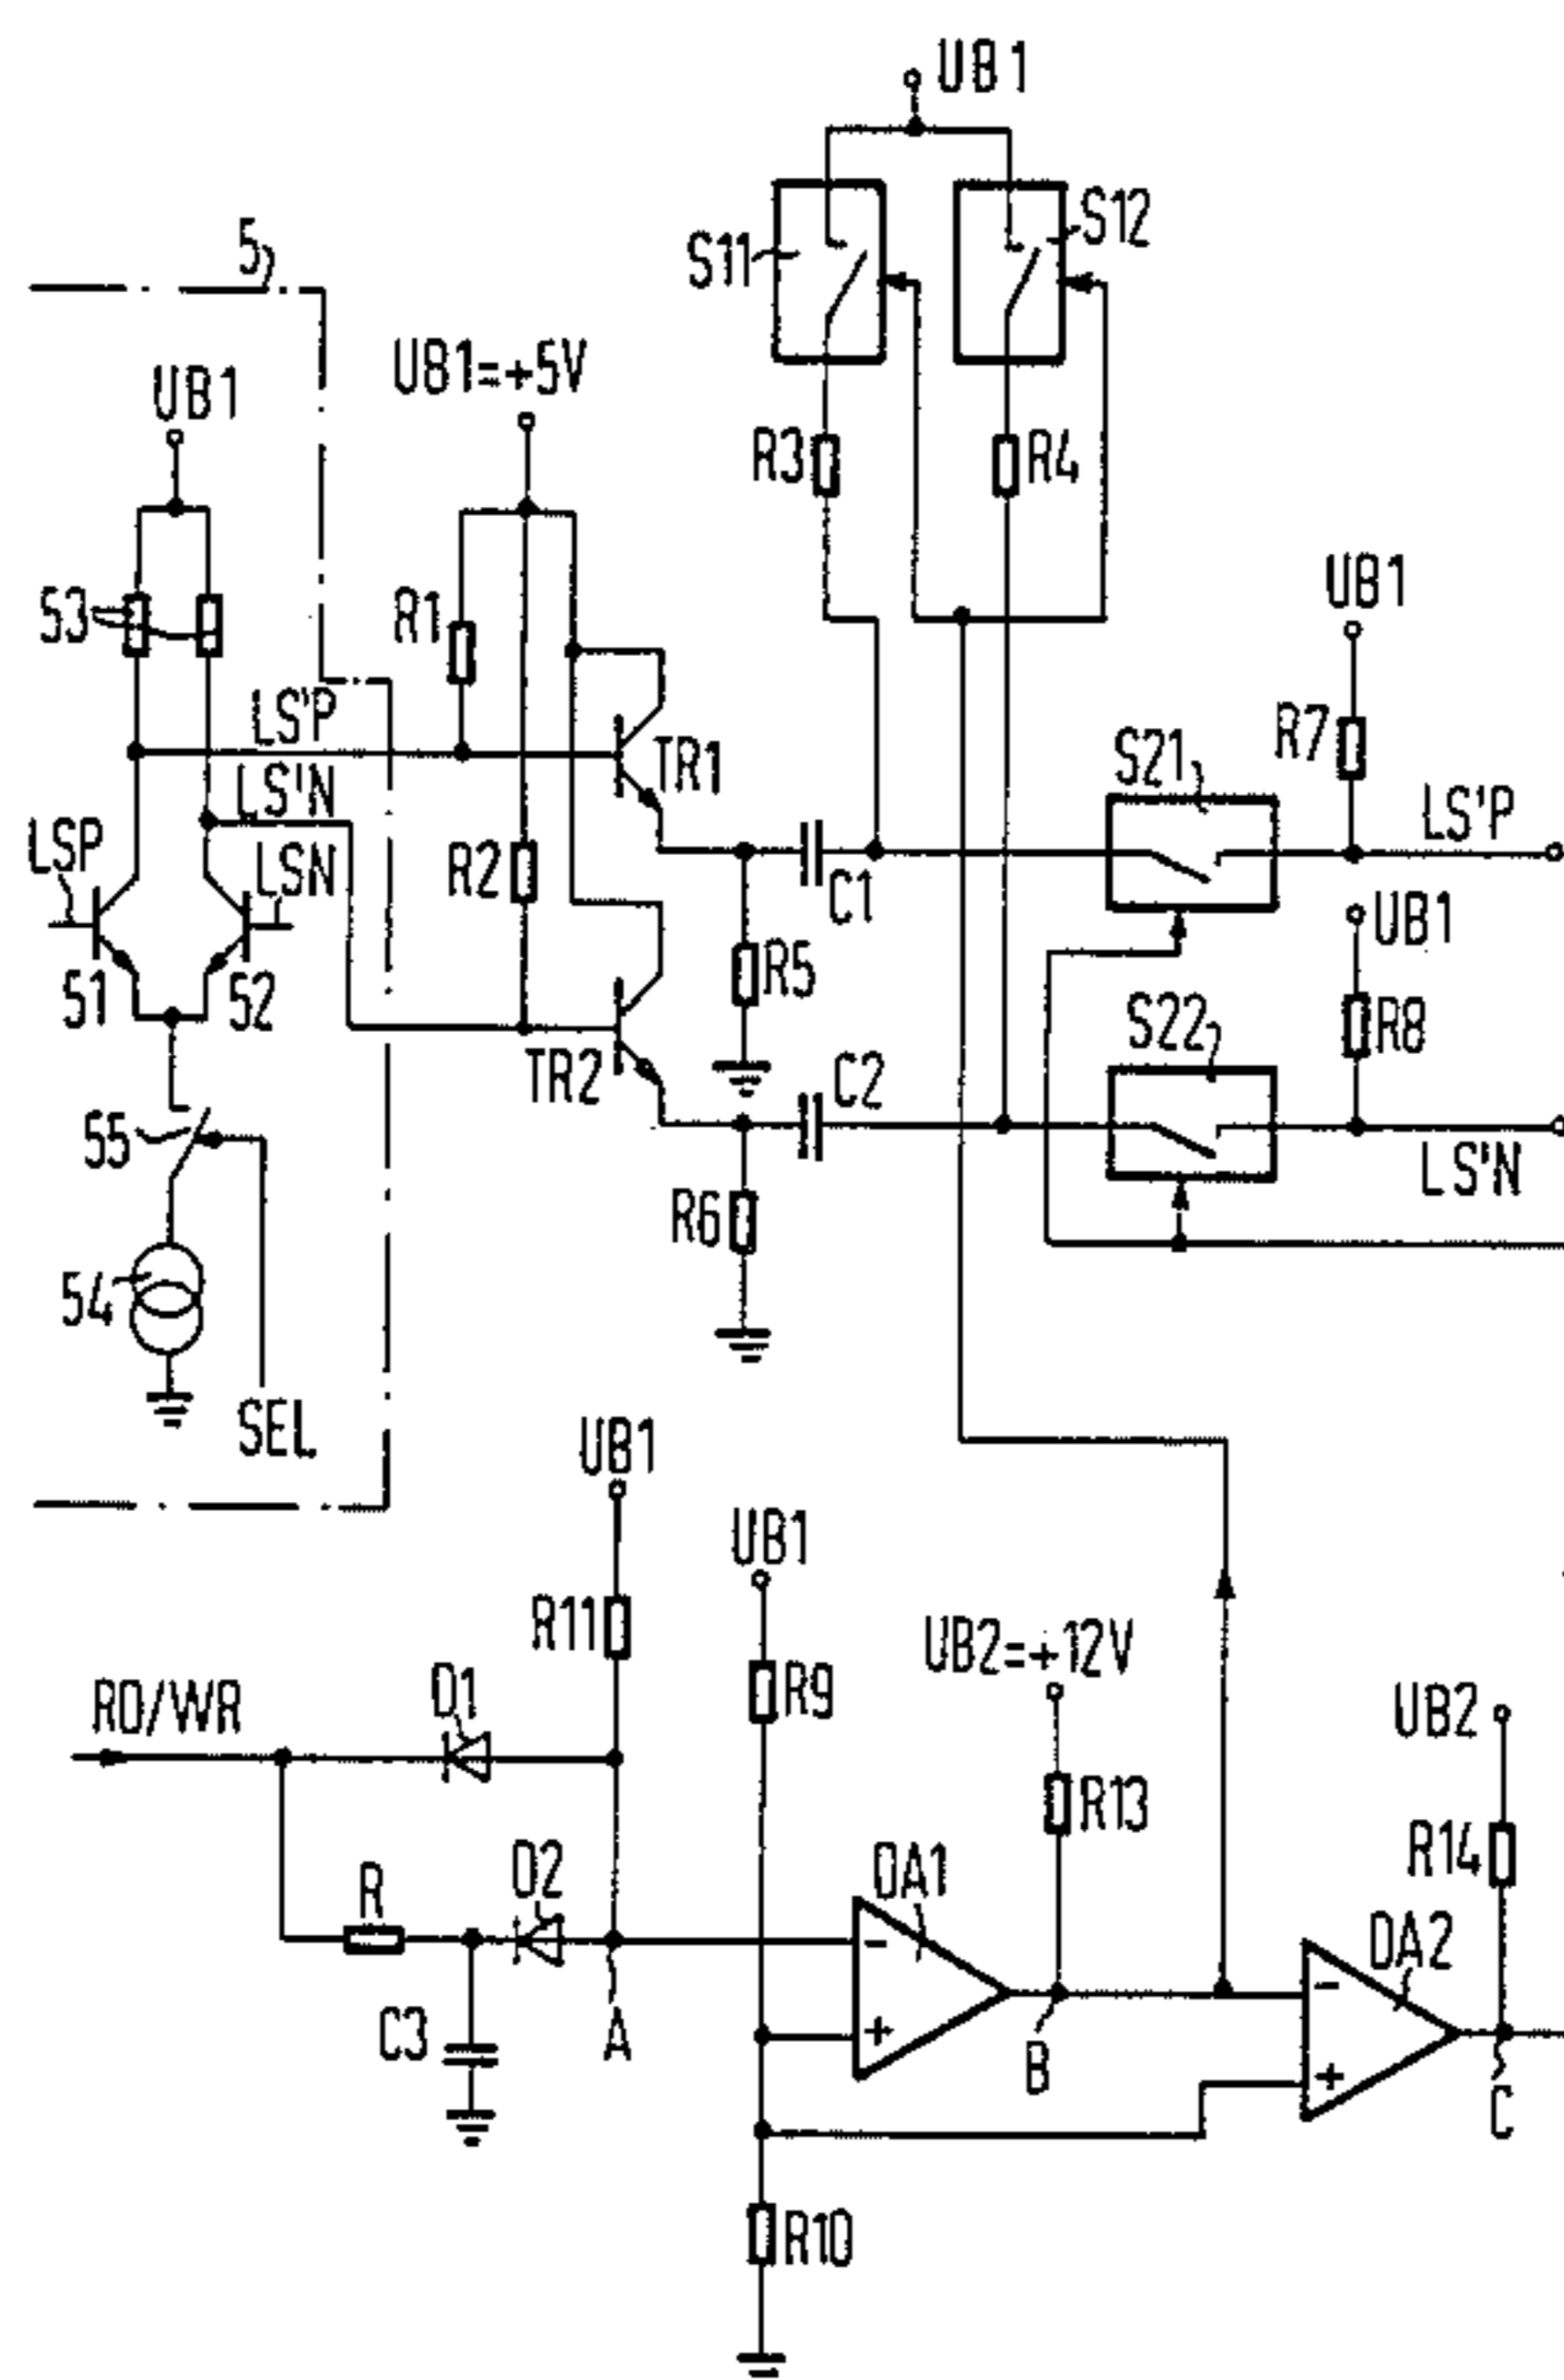 UB1
S11
S12
5
UB1
UB1=+5V
R3
R4
53
R1
UB1
LS'P
R7
LS'N
TR1
S21
LS'P
LSP
LSN
R2
C1
UB1
51
52
R5
S22
R8
TR2
C2
55
LS'N
R6
54
SEL
UB1
UB1
R11
UB2=+12V
R9
RD/WR
D1
UB2
R13
R14
R
D2
OA1
OA2
C3
A
-
+
B
-
+
C
R10